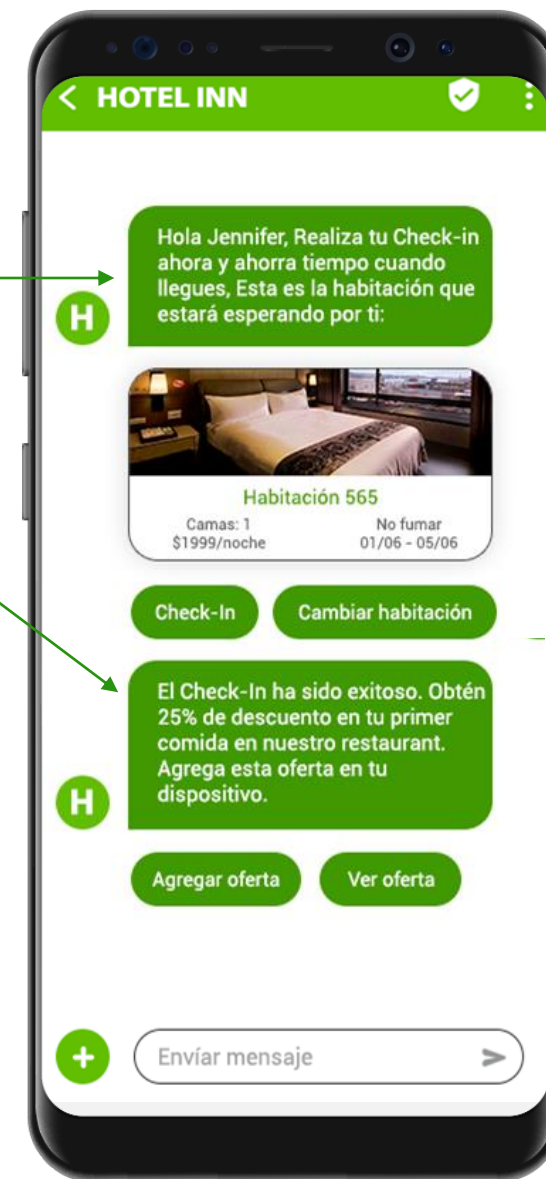 HOTEL INN
Hola Jennifer, Realiza tu Check-in
ahora y ahorra tiempo cuando
llegues, Esta es la habitación que
estará esperando por ti:
H
Habitación 565
Camas: 1
No fumar
$1999/noche
01/06 - 05/06
Check-In
Cambiar habitación
El Check-In ha sido exitoso. Obtén
25% de descuento en tu primer
comida en nuestro restaurant.
Agrega esta oferta en tu
dispositivo.
H
Agregar oferta
Ver oferta
+
Envíar mensaje